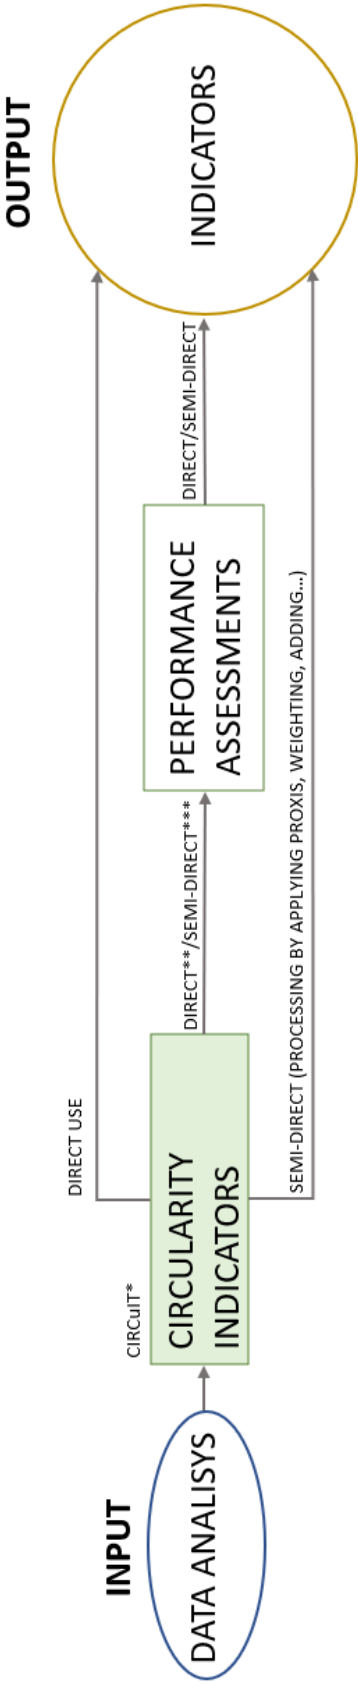 INPUT
DATA ANALISYS
CIRCuIT*
CIRCULARITY
INDICATORS
DIRECT USE
DIRECT**/SEMI-DIRECT***
SEMI-DIRECT (PROCESSING BY APPLYING PROXIS, WEIGHTING, ADDING...)
PERFORMANCE
ASSESSMENTS
DIRECT/SEMI-DIRECT
OUTPUT
INDICATORS